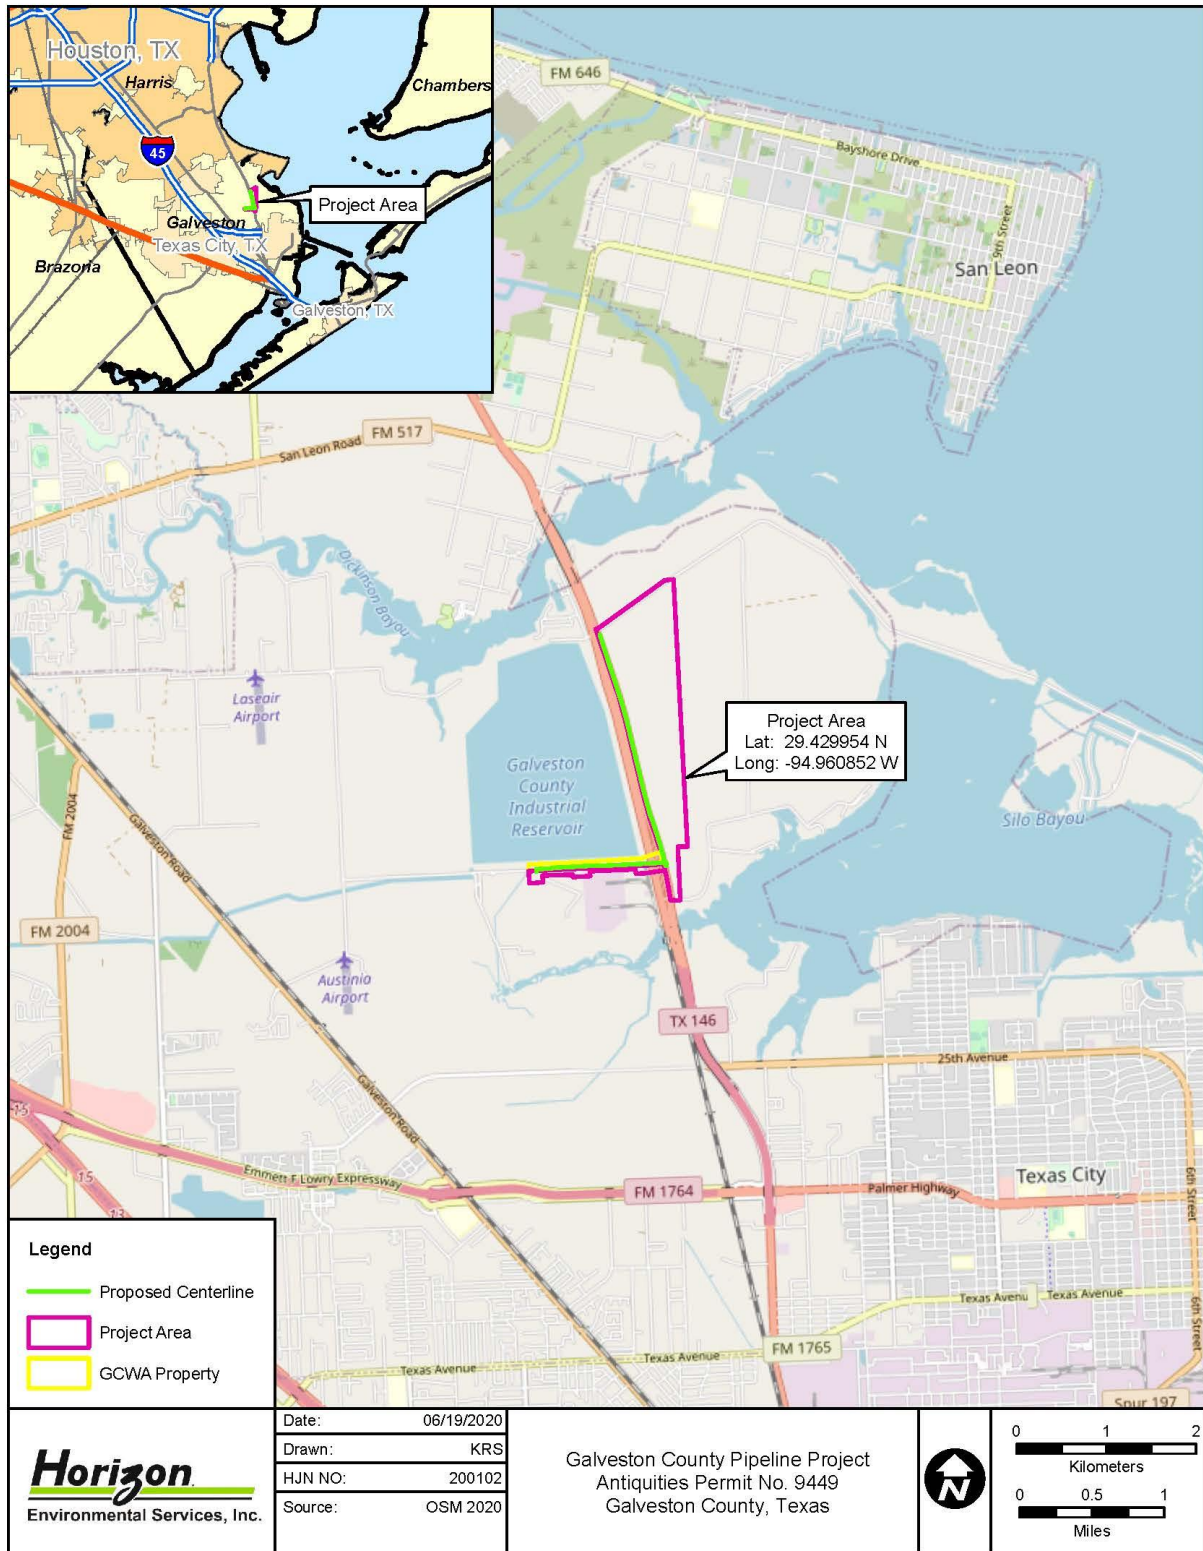 Houston, TX
Harris
Chambers
45
Project Area
Galveston
Texas City, TX
Brazoria
Galveston, TX
FM 646
Bayshore Drive
9th Street
San Leon
FM 517
San Leon Road
Dickinson Bayou
Laseair
Airport
Galveston
County
Industrial
Reservoir
Project Area
Lat: 29.429954 N
Long: -94.960852 W
Silo Bayou
FM 2004
Galveston Road
FM 2004
Austinia
Airport
TX 146
25th Avenue
Galveston Road
15
15
13
Emmett F Lowry Expressway
FM 1764
Palmer Highway
Texas City
6th Street
Texas Avenu
Texas Avenue
6th Street
FM 1765
Texas Avenue
Texas Avenue
Spur 197
Legend
Proposed Centerline
Project Area
GCWA Property
Horizon
Environmental Services, Inc.
Date: 06/19/2020
Drawn: KRS
HJN NO: 200102
Source: OSM 2020
Galveston County Pipeline Project
Antiquities Permit No. 9449
Galveston County, Texas
N
0 1 2
Kilometers
0 0.5 1
Miles